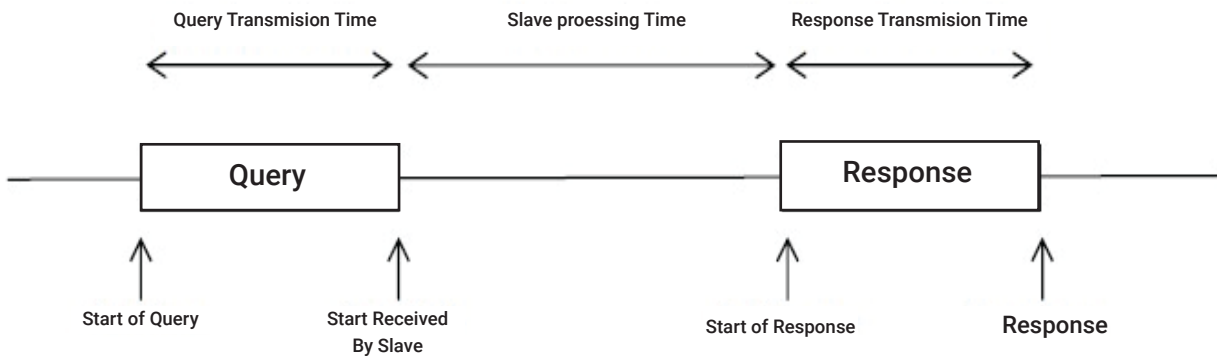 Query Transmision Time
Slave proessing Time
Response Transmision Time
Query
Response
Start of Query
Start Received
By Slave
Start of Response
Response